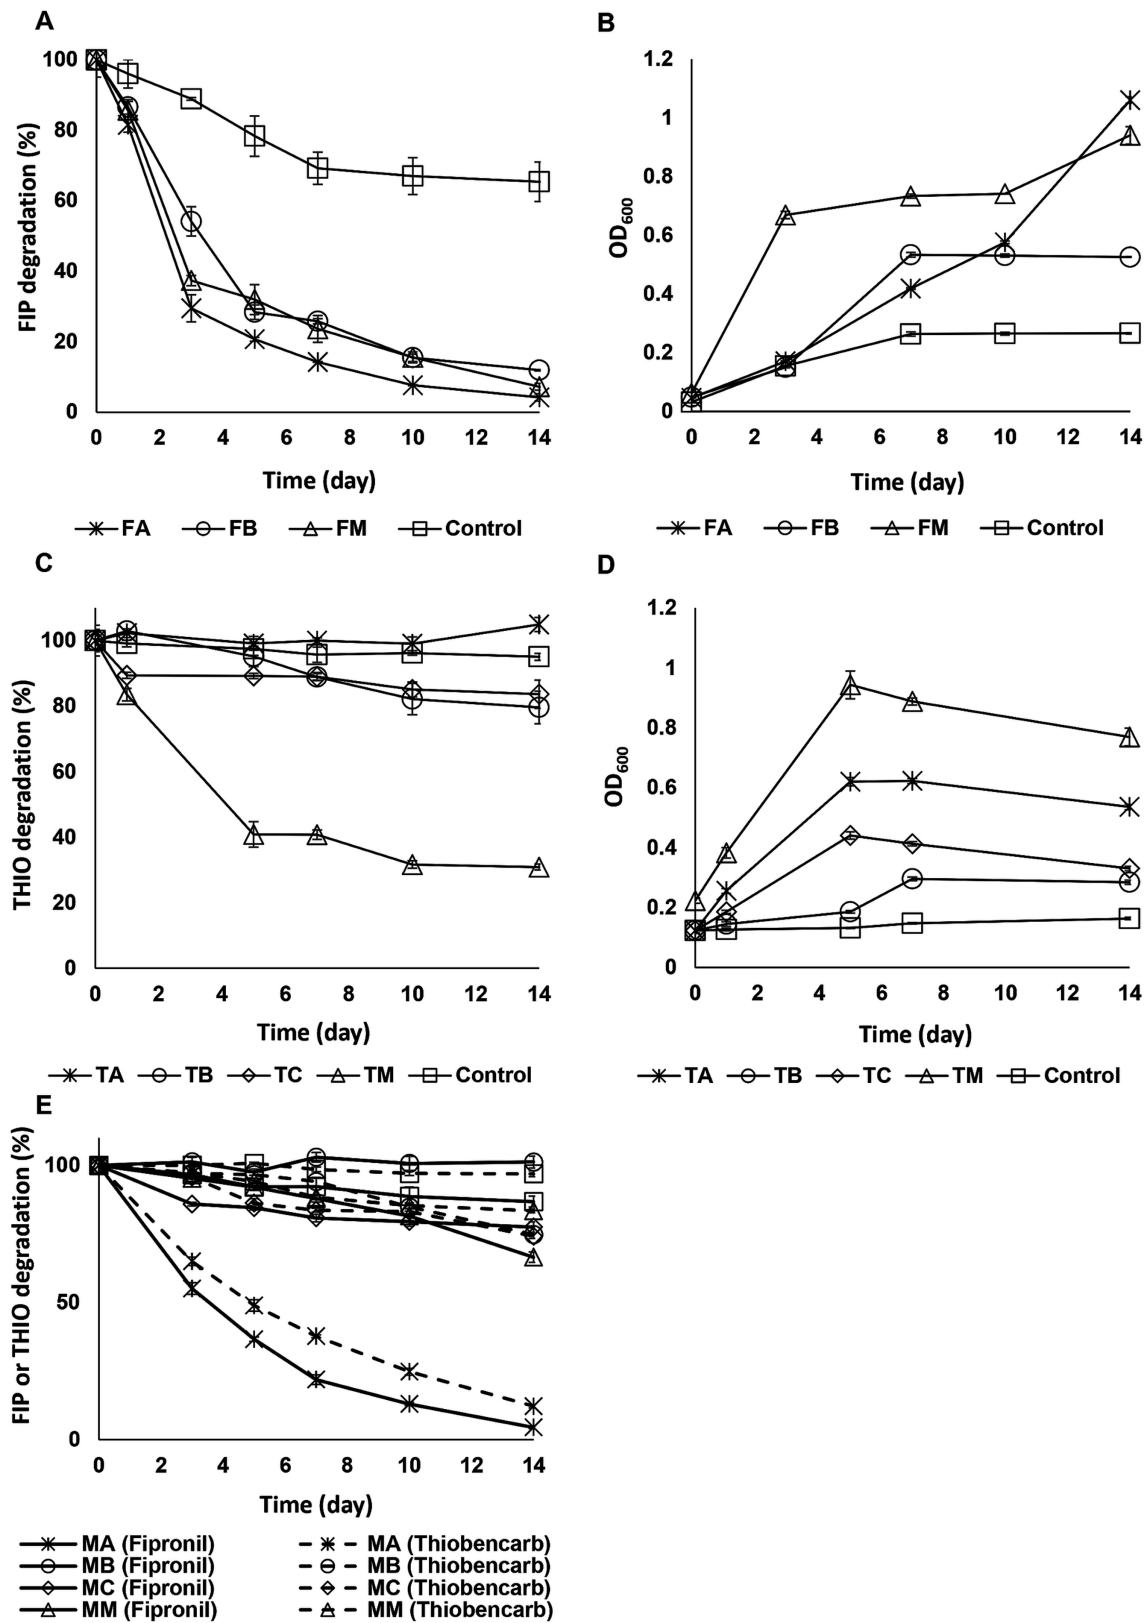 A
FIP degradation (%)
100
80
60
40
20
0
0 2 4 6 8 10 12 14
Time (day)
FA FB FM Control
B
OD600
1.2
1
0.8
0.6
0.4
0.2
0
0 2 4 6 8 10 12 14
Time (day)
FA FB FM Control
C
THIO degradation (%)
100
80
60
40
20
0
0 2 4 6 8 10 12 14
Time (day)
TA TB TC TM Control
D
OD600
1.2
1
0.8
0.6
0.4
0.2
0
0 2 4 6 8 10 12 14
Time (day)
TA TB TC TM Control
E
FIP or THIO degradation (%)
100
50
0
0 2 4 6 8 10 12 14
Time (day)
MA (Fipronil) MA (Thiobencarb)
MB (Fipronil) MB (Thiobencarb)
MC (Fipronil) MC (Thiobencarb)
MM (Fipronil) MM (Thiobencarb)